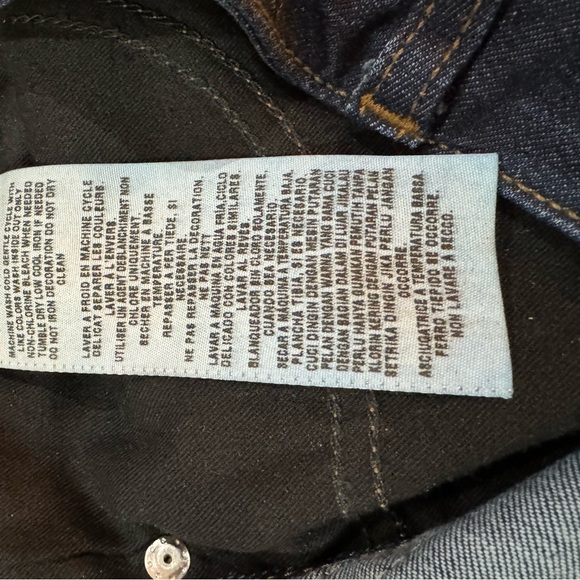 MACHINE WASH COLD GENTLE CYCLE WITH
LIKE COLORS WASH INSIDE OUT ONLY
NON-CHLORINE BLEACH WHEN NEEDED
TUMBLE DRY LOW COOL IRON IF NEEDED
DO NOT IRON DECORATION DO NOT DRY
CLEAN
LAVER A FROID EN MACHINE CYCLE
DELICAT SEPARER LES COULEURS.
LAVER A L'ENVERS
UTILISER UN AGENT DEBLANCHIMENT NON
CHLORE UNIQUEMENT.
SECHER EN MACHINE A BASSE
TEMPERATURE.
REPASSER A FER TIEDE, SI
NECESSERE.
NE PAS REPASSER LA DECORATION.
NE PAS NETT
LAVAR A MAQUINA EN AGUA FRIA, CICLO
DELICADO CON COLORES SIMILARES.
LAVAR AL REVÉS.
BLANQUEADOR SIN CLORO SOLAMENTE,
CUANDO SEA NECESARIO.
SECAR A MAQUINA A TEMPERATURA BAJA.
PLANCHA TIBIA, SI ES NECESARIO.
CUCI DINGIN DENGAN MESIN PUTARAN
PELAN DENGAN WARNA YANG SAMA CUCI
DENGAN BAGIAN DALAM DI LUAR JIKALAU
PERLU HANYA GUNAKAN PEMUTIH TANPA
KLORIN KERING DENGAN PUTARAN PELAN
SETRIKA DINGIN JIKA PERLU JANGAN
OCCORRE.
ASCIUGATRICE A TEMPERATURA BASSA
FERRO TIEPIDO SE OCCORRE.
NON LAVARE A SECCO.